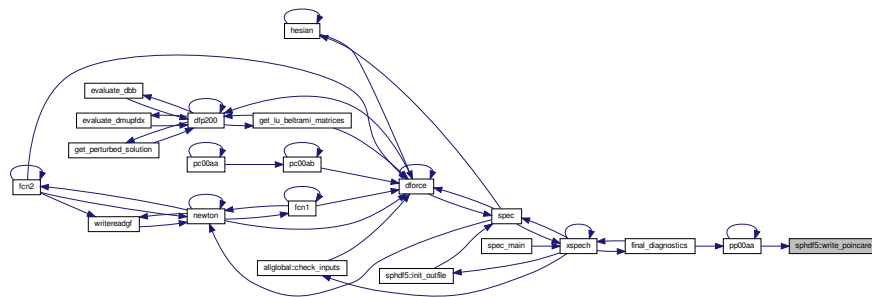 hesian
evaluate_dbb
evaluate_dmupfdx
dfp200
get_lu_beltrami_matrices
get_perturbed_solution
pc00aa
pc00ab
fcn2
dforce
newton
fcn1
spec
writereadgf
spec_main
xspech
final_diagnostics
pp00aa
sphdf5::write_poincare
allglobal::check_inputs
sphdf5::init_outfile